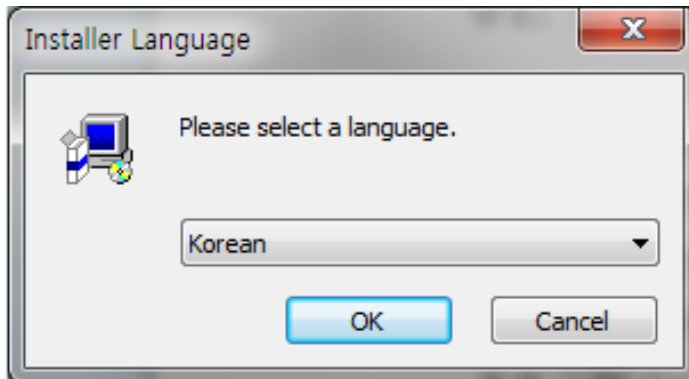 Installer Language
Please select a language.
Korean
OK
Cancel